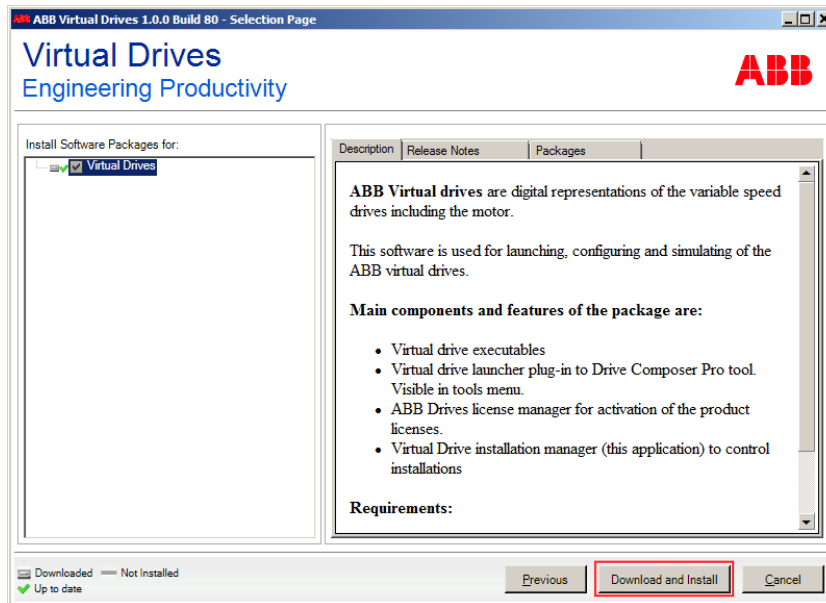 ABB Virtual Drives 1.0.0 Build 80 - Selection Page
Virtual Drives
Engineering Productivity
ABB
Install Software Packages for:
Virtual Drives
Description
Release Notes
Packages
ABB Virtual drives are digital representations of the variable speed
drives including the motor.
This software is used for launching, configuring and simulating of the
ABB virtual drives.
Main components and features of the package are:
• Virtual drive executables
• Virtual drive launcher plug-in to Drive Composer Pro tool.
Visible in tools menu.
• ABB Drives license manager for activation of the product
licenses.
• Virtual Drive installation manager (this application) to control
installations
Requirements:
Downloaded
Not Installed
Up to date
Previous
Download and Install
Cancel